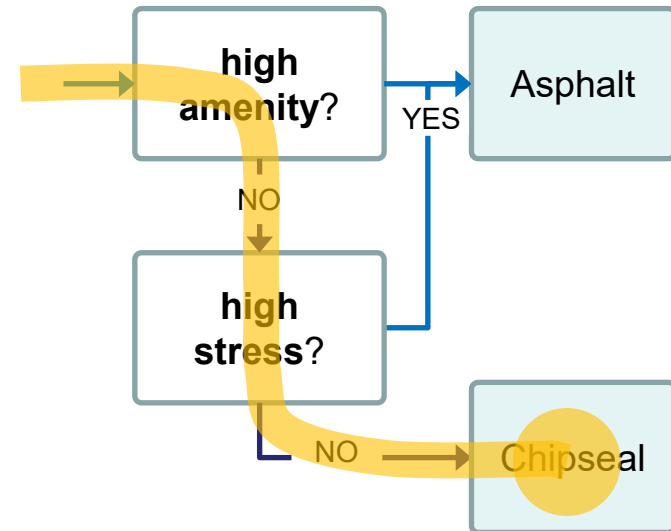 high
amenity?
Asphalt
YES
NO
high
stress?
NO
Chipseal